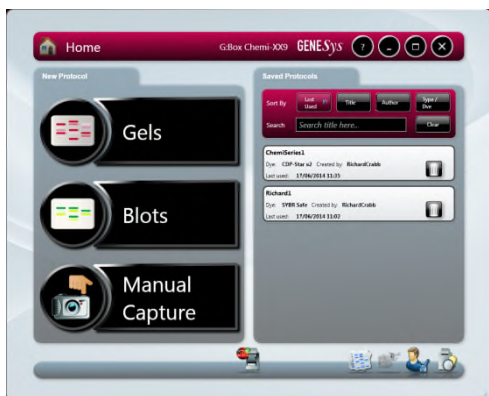 Home
G:Box Chemi-XX9 GENESys ?
New Protocol
Gels
Blots
Manual
Capture
Saved Protocols
Sort By Last Used Title Author Type / Dye
Search Search title here.. Clear
ChemiSeries1
Dye: CDP-Star v2 Created by: RichardCrabb
Last used: 17/06/2014 11:35
Richard1
Dye: SYBR Safe Created by: RichardCrabb
Last used: 17/06/2014 11:02